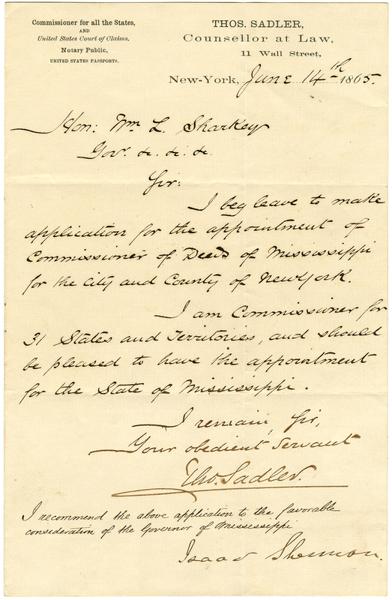 Commissioner for all the States,
AND
United States Court of Claims,
Notary Public,
UNITED STATES PASSPORTS.
THOS. SADLER,
Counsellor at Law,
11 Wall Street,
New-York, June 14th 1865.
Hon: Wm L. Sharkey
Gov. &. &. &
Sir:
I beg leave to make
application for the appointment of
Commissioner of Deeds of Mississippi
for the City and County of New York.
I am Commissioner for
31 States and Territories, and should
be pleased to have the appointment
for the State of Mississippi.
I remain, Sir,
Your obedient Servant
Tho. Sadler.
I recommend the above application to the favorable
consideration of the Governor of Mississippi
Isaac Sherman.